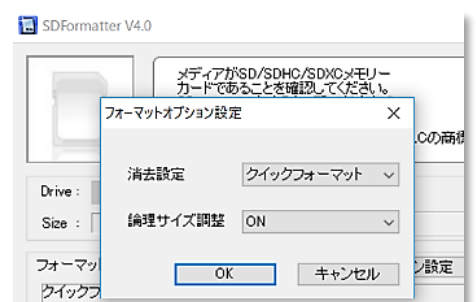 SDFormatter V4.0
メディアがSD/SDHC/SDXCメモリー
カードであることを確認してください。
フォーマットオプション設定
.Cの商標
消去設定 クイックフォーマット
Drive :
論理サイズ調整 ON
Size :
フォーマッ
ン設定
OK キャンセル
クイックフ